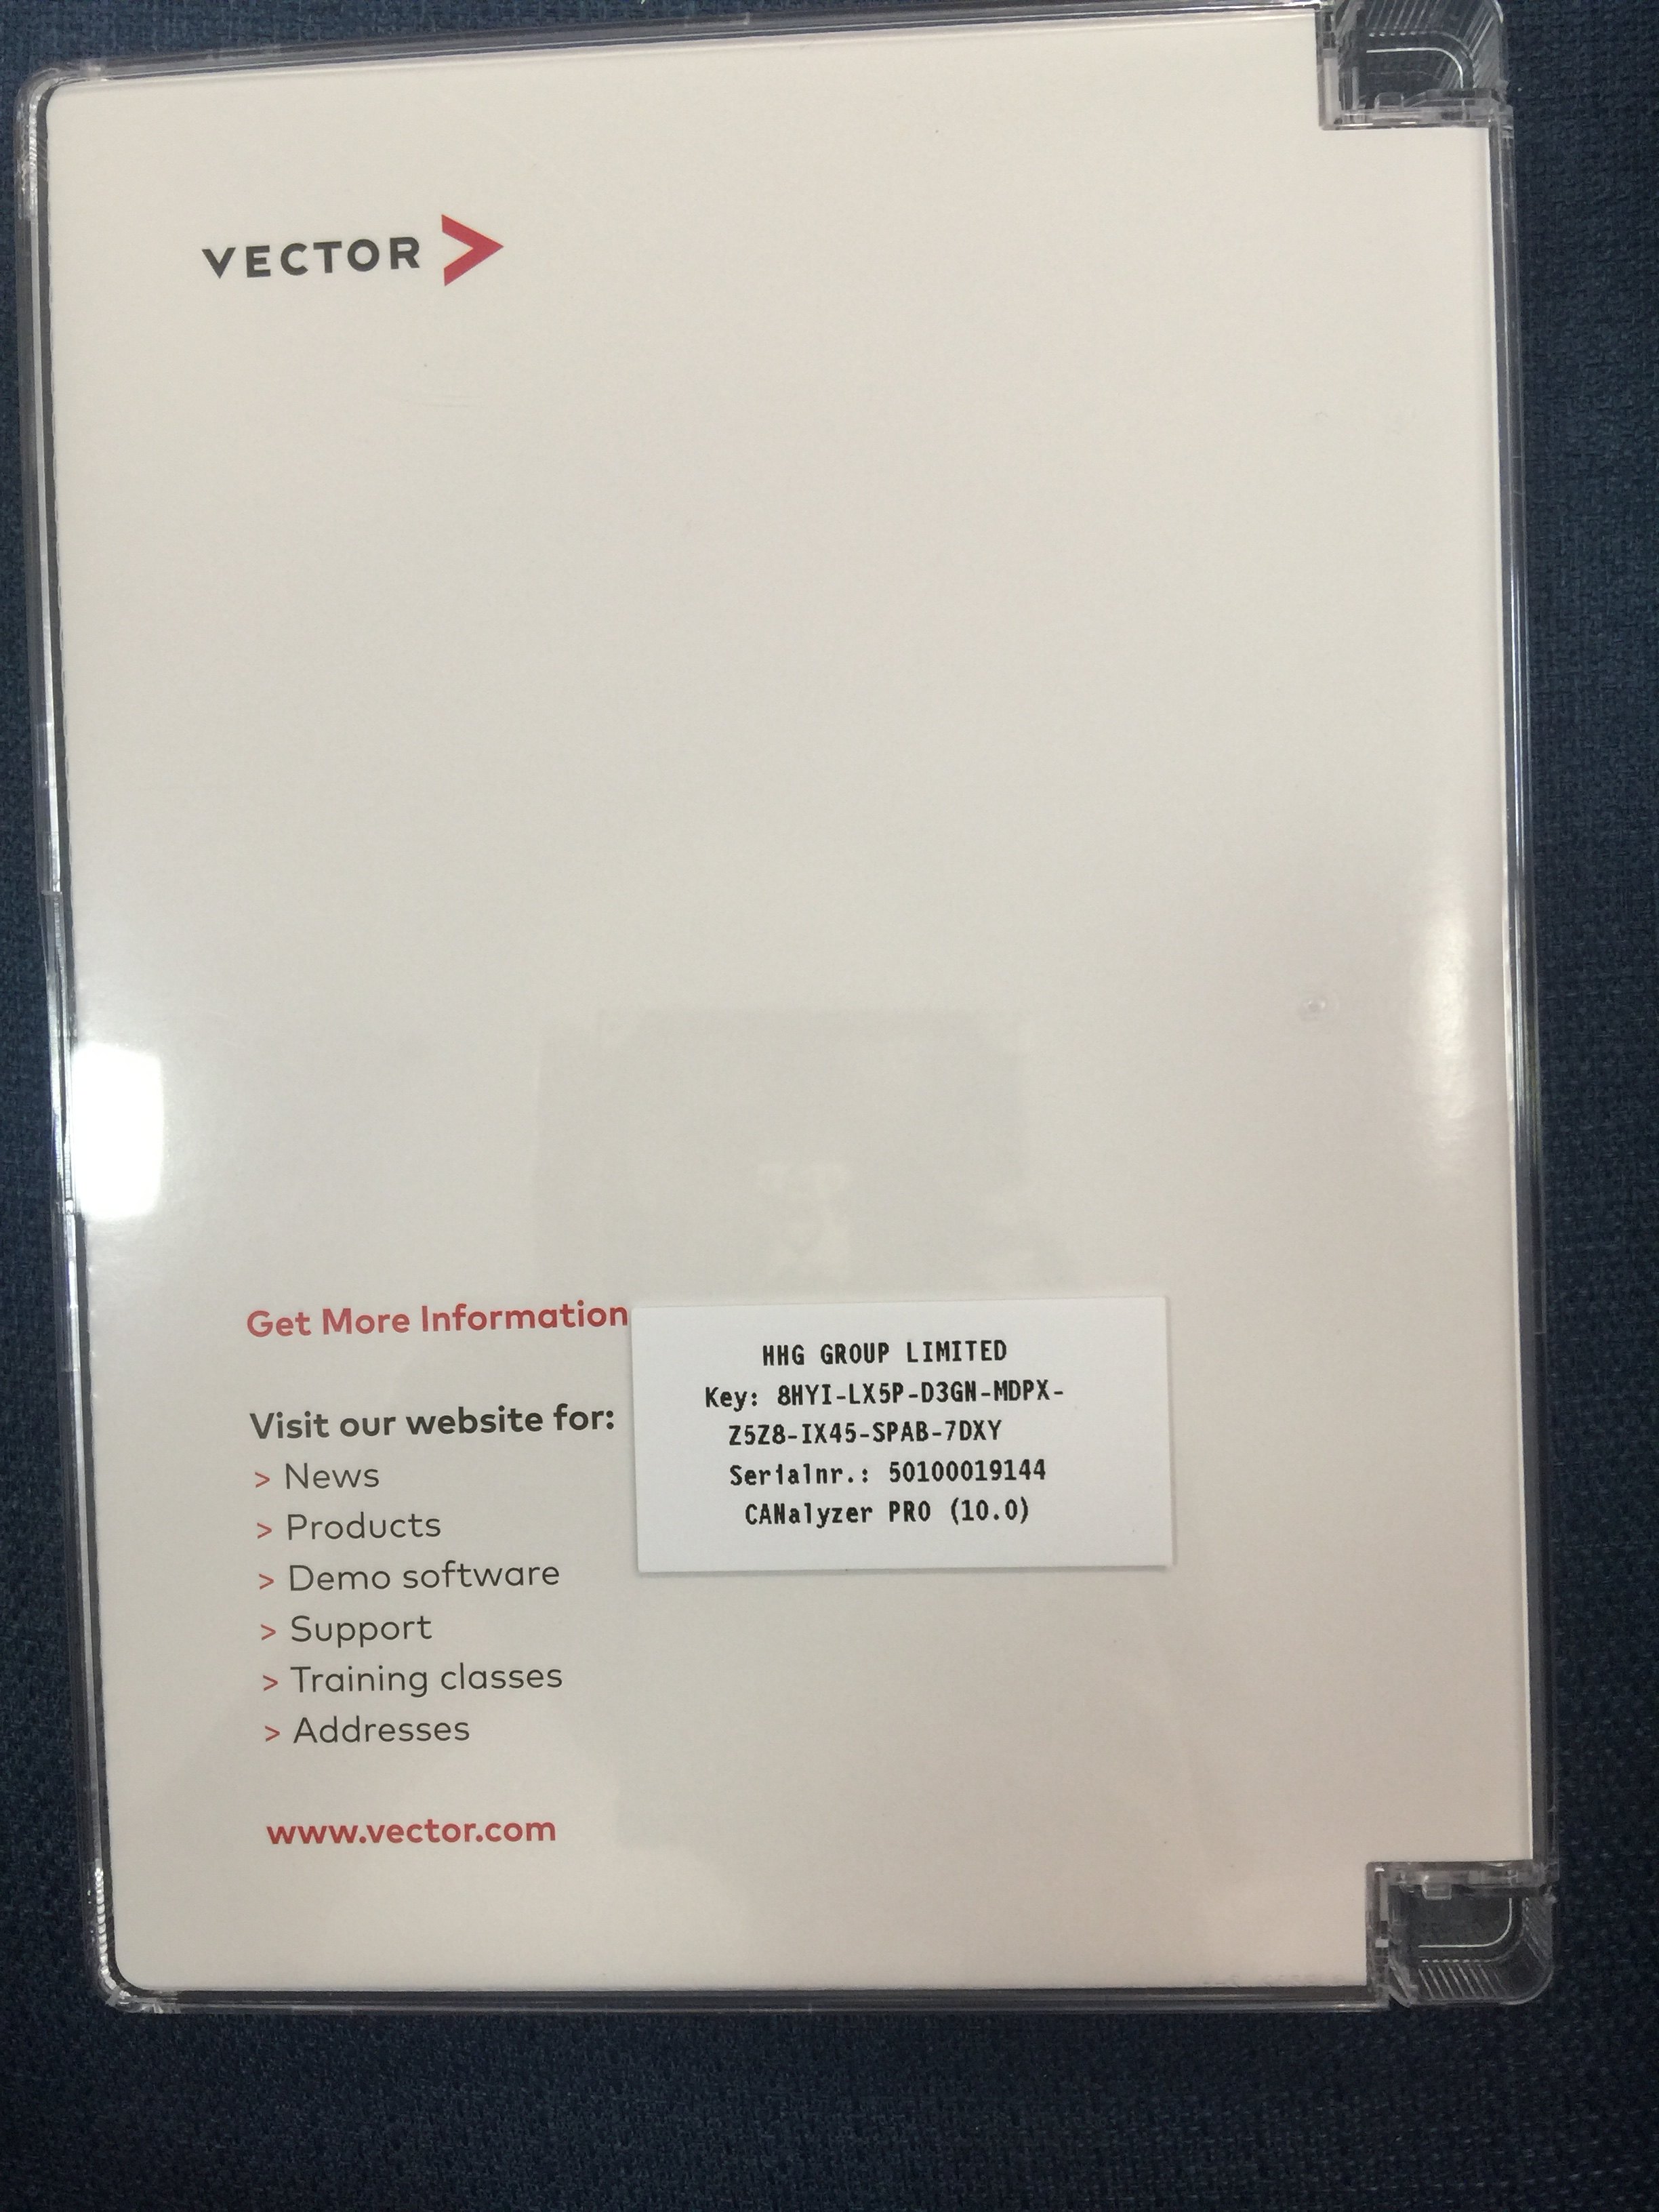 VECTOR
Get More Information
Visit our website for:
> News
> Products
> Demo software
> Support
> Training classes
> Addresses
www.vector.com
HHG GROUP LIMITED
Key: 8HYI-LX5P-D3GN-MDPX-
Z5Z8-IX45-SPAB-7DXY
Serialnr.: 50100019144
CANalyzer PRO (10.0)